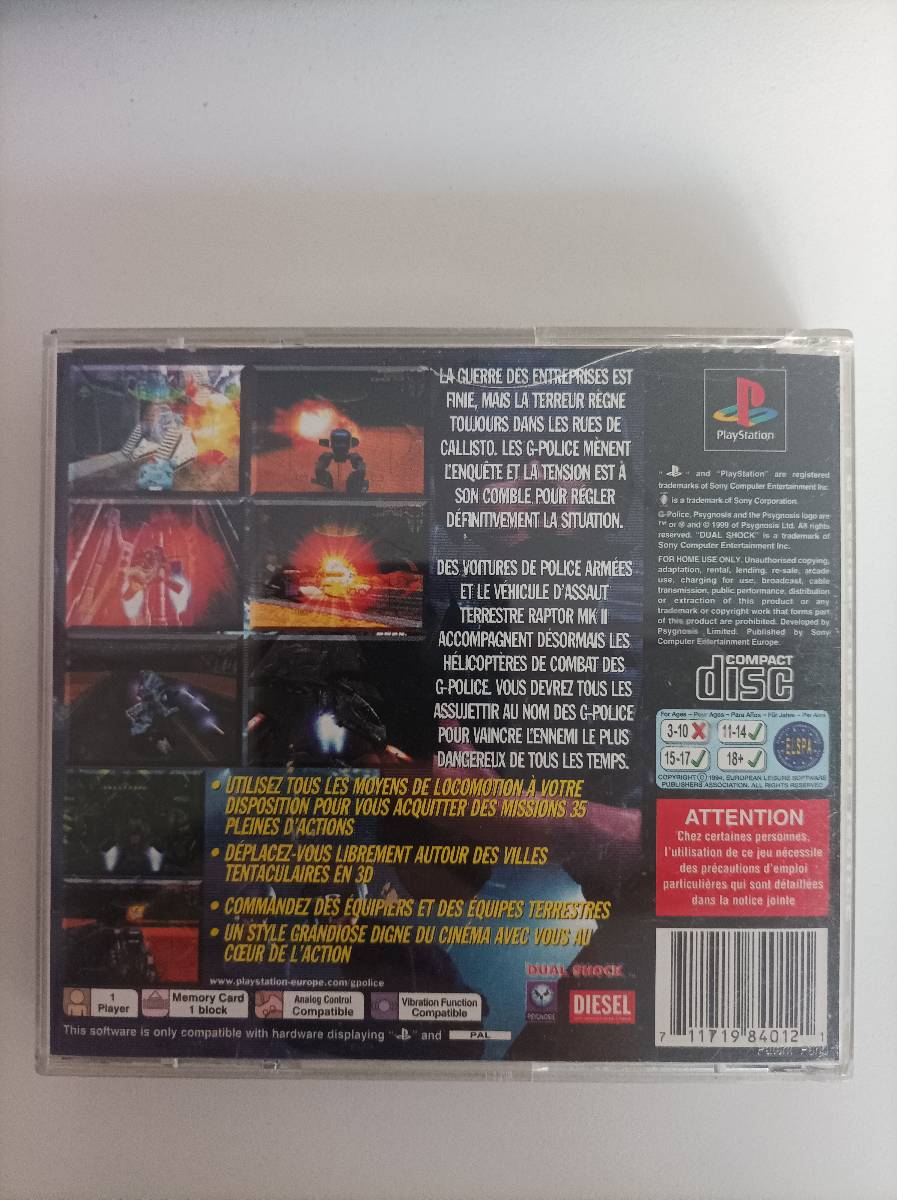 LA GUERRE DES ENTREPRISES EST
FINIE, MAIS LA TERREUR RÈGNE
TOUJOURS DANS LES RUES DE
CALLISTO. LES G-POLICE MÈNENT
L'ENQUÊTE ET LA TENSION EST À
SON COMBLE POUR RÉGLER
DÉFINITIVEMENT LA SITUATION.
DES VOITURES DE POLICE ARMÉES
ET LE VÉHICULE D'ASSAUT
TERRESTRE RAPTOR MK II
ACCOMPAGNENT DÉSORMAIS LES
HÉLICOPTÈRES DE COMBAT DES
G-POLICE. VOUS DEVREZ TOUS LES
ASSUJETTIR AU NOM DES G-POLICE
POUR VAINCRE L'ENNEMI LE PLUS
DANGEREUX DE TOUS LES TEMPS.
• UTILISEZ TOUS LES MOYENS DE LOCOMOTION À VOTRE
DISPOSITION POUR VOUS ACQUITTER DES MISSIONS 35
PLEINES D'ACTIONS
• DÉPLACEZ-VOUS LIBREMENT AUTOUR DES VILLES
TENTACULAIRES EN 3D
• COMMANDEZ DES ÉQUIPIERS ET DES ÉQUIPES TERRESTRES
• UN STYLE GRANDIOSE DIGNE DU CINÉMA AVEC VOUS AU
CŒUR DE L'ACTION
www.playstation-europe.com/gpolice
1
Player
Memory Card
1 block
Analog Control
Compatible
Vibration Function
Compatible
This software is only compatible with hardware displaying " " and PAL
DUAL SHOCK
PSYGNOSIS
DIESEL
PlayStation
" " and "PlayStation" are registered
trademarks of Sony Computer Entertainment Inc.
is a trademark of Sony Corporation.
G-Police, Psygnosis and the Psygnosis logo are
™ or ® and © 1999 of Psygnosis Ltd. All rights
reserved. "DUAL SHOCK" is a trademark of
Sony Computer Entertainment Inc.
FOR HOME USE ONLY. Unauthorised copying,
adaptation, rental, lending, re-sale, arcade
use, charging for use, broadcast, cable
transmission, public performance, distribution
or extraction of this product or any
trademark or copyright work that forms part
of this product are prohibited. Developed by
Psygnosis Limited. Published by Sony
Computer Entertainment Europe.
COMPACT
disc
For Ages – Pour Ages – Para Años – Für Jahre – Per Anni
3-10 11-14
15-17 18+
ELSPA
COPYRIGHT © 1994, EUROPEAN LEISURE SOFTWARE
PUBLISHERS ASSOCIATION. ALL RIGHTS RESERVED
ATTENTION
Chez certaines personnes,
l'utilisation de ce jeu nécessite
des précautions d'emploi
particulières qui sont détaillées
dans la notice jointe
7 11719 84012 1